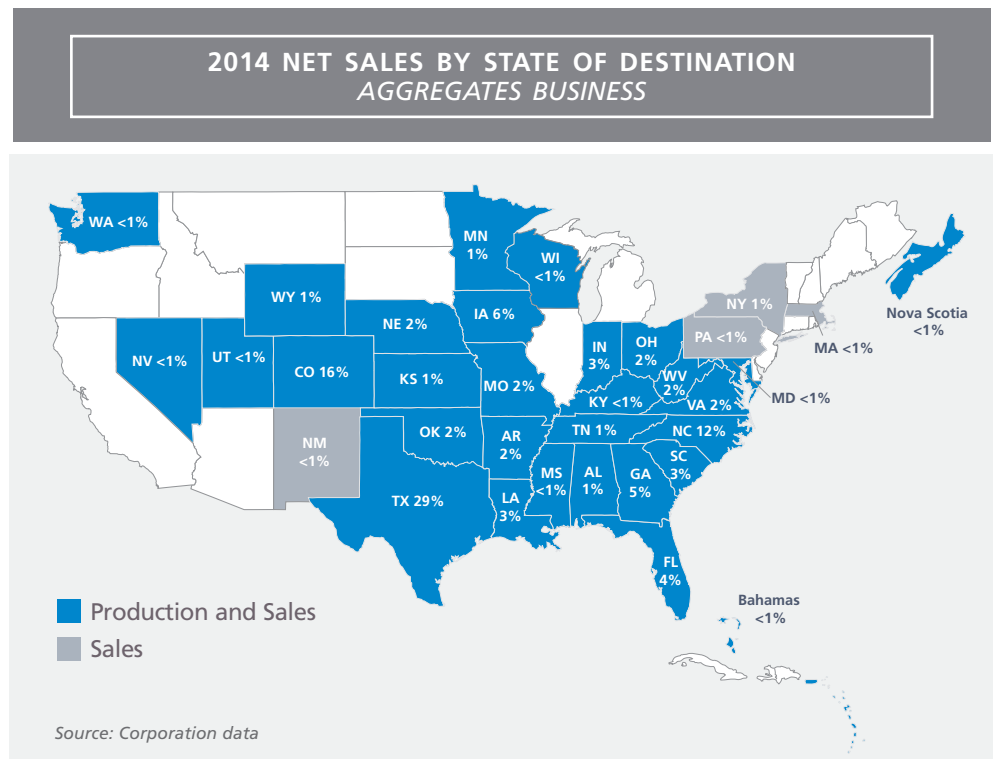 2014 NET SALES BY STATE OF DESTINATION
AGGREGATES BUSINESS
WA <1%
MN
1%
WI
<1%
WY 1%
IA 6%
NE 2%
NY 1%
Nova Scotia
<1%
PA <1%
MA <1%
NV <1%
UT <1%
CO 16%
KS 1%
MO 2%
IN
3%
OH
2%
WV
2%
MD <1%
KY <1%
VA 2%
NM
<1%
OK 2%
AR
2%
TN 1%
NC 12%
SC
3%
TX 29%
LA
3%
MS
<1%
AL
1%
GA
5%
FL
4%
Bahamas
<1%
Production and Sales
Sales
Source: Corporation data